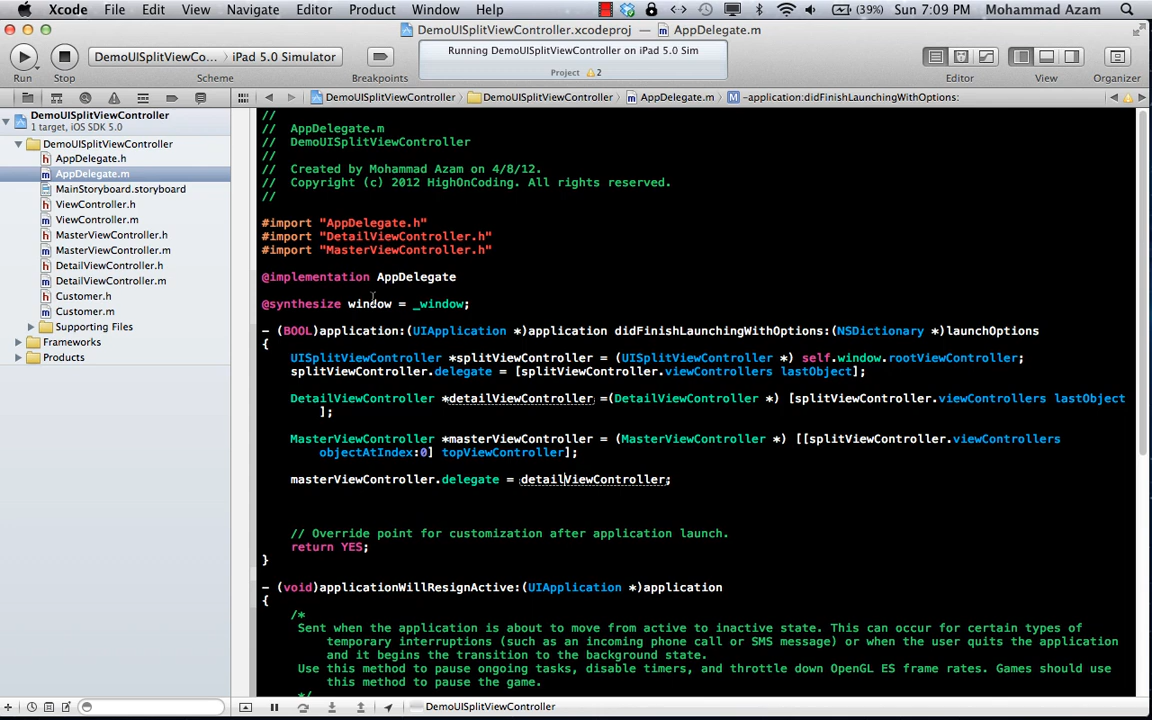 Xcode File Edit View Navigate Editor Product Window Help (39%) Sun 7:09 PM Mohammad Azam
DemoUISplitViewController.xcodeproj — AppDelegate.m
DemoUISplitViewCo... iPad 5.0 Simulator
Running DemoUISplitViewController on iPad 5.0 Sim
Project 2
Run Stop Scheme Breakpoints Editor View Organizer
DemoUISplitViewController DemoUISplitViewController AppDelegate.m M -application:didFinishLaunchingWithOptions:
DemoUISplitViewController
1 target, iOS SDK 5.0
DemoUISplitViewController
h AppDelegate.h
m AppDelegate.m
MainStoryboard.storyboard
h ViewController.h
m ViewController.m
h MasterViewController.h
m MasterViewController.m
h DetailViewController.h
m DetailViewController.m
h Customer.h
m Customer.m
Supporting Files
Frameworks
Products
//
// AppDelegate.m
// DemoUISplitViewController
//
// Created by Mohammad Azam on 4/8/12.
// Copyright (c) 2012 HighOnCoding. All rights reserved.
//
#import "AppDelegate.h"
#import "DetailViewController.h"
#import "MasterViewController.h"
@implementation AppDelegate
@synthesize window = _window;
- (BOOL)application:(UIApplication *)application didFinishLaunchingWithOptions:(NSDictionary *)launchOptions
{
UISplitViewController *splitViewController = (UISplitViewController *) self.window.rootViewController;
splitViewController.delegate = [splitViewController.viewControllers lastObject];
DetailViewController *detailViewController =(DetailViewController *) [splitViewController.viewControllers lastObject
];
MasterViewController *masterViewController = (MasterViewController *) [[splitViewController.viewControllers
objectAtIndex:0] topViewController];
masterViewController.delegate = detailViewController;
// Override point for customization after application launch.
return YES;
}
- (void)applicationWillResignActive:(UIApplication *)application
{
/*
Sent when the application is about to move from active to inactive state. This can occur for certain types of
temporary interruptions (such as an incoming phone call or SMS message) or when the user quits the application
and it begins the transition to the background state.
Use this method to pause ongoing tasks, disable timers, and throttle down OpenGL ES frame rates. Games should use
this method to pause the game.
*/
DemoUISplitViewController